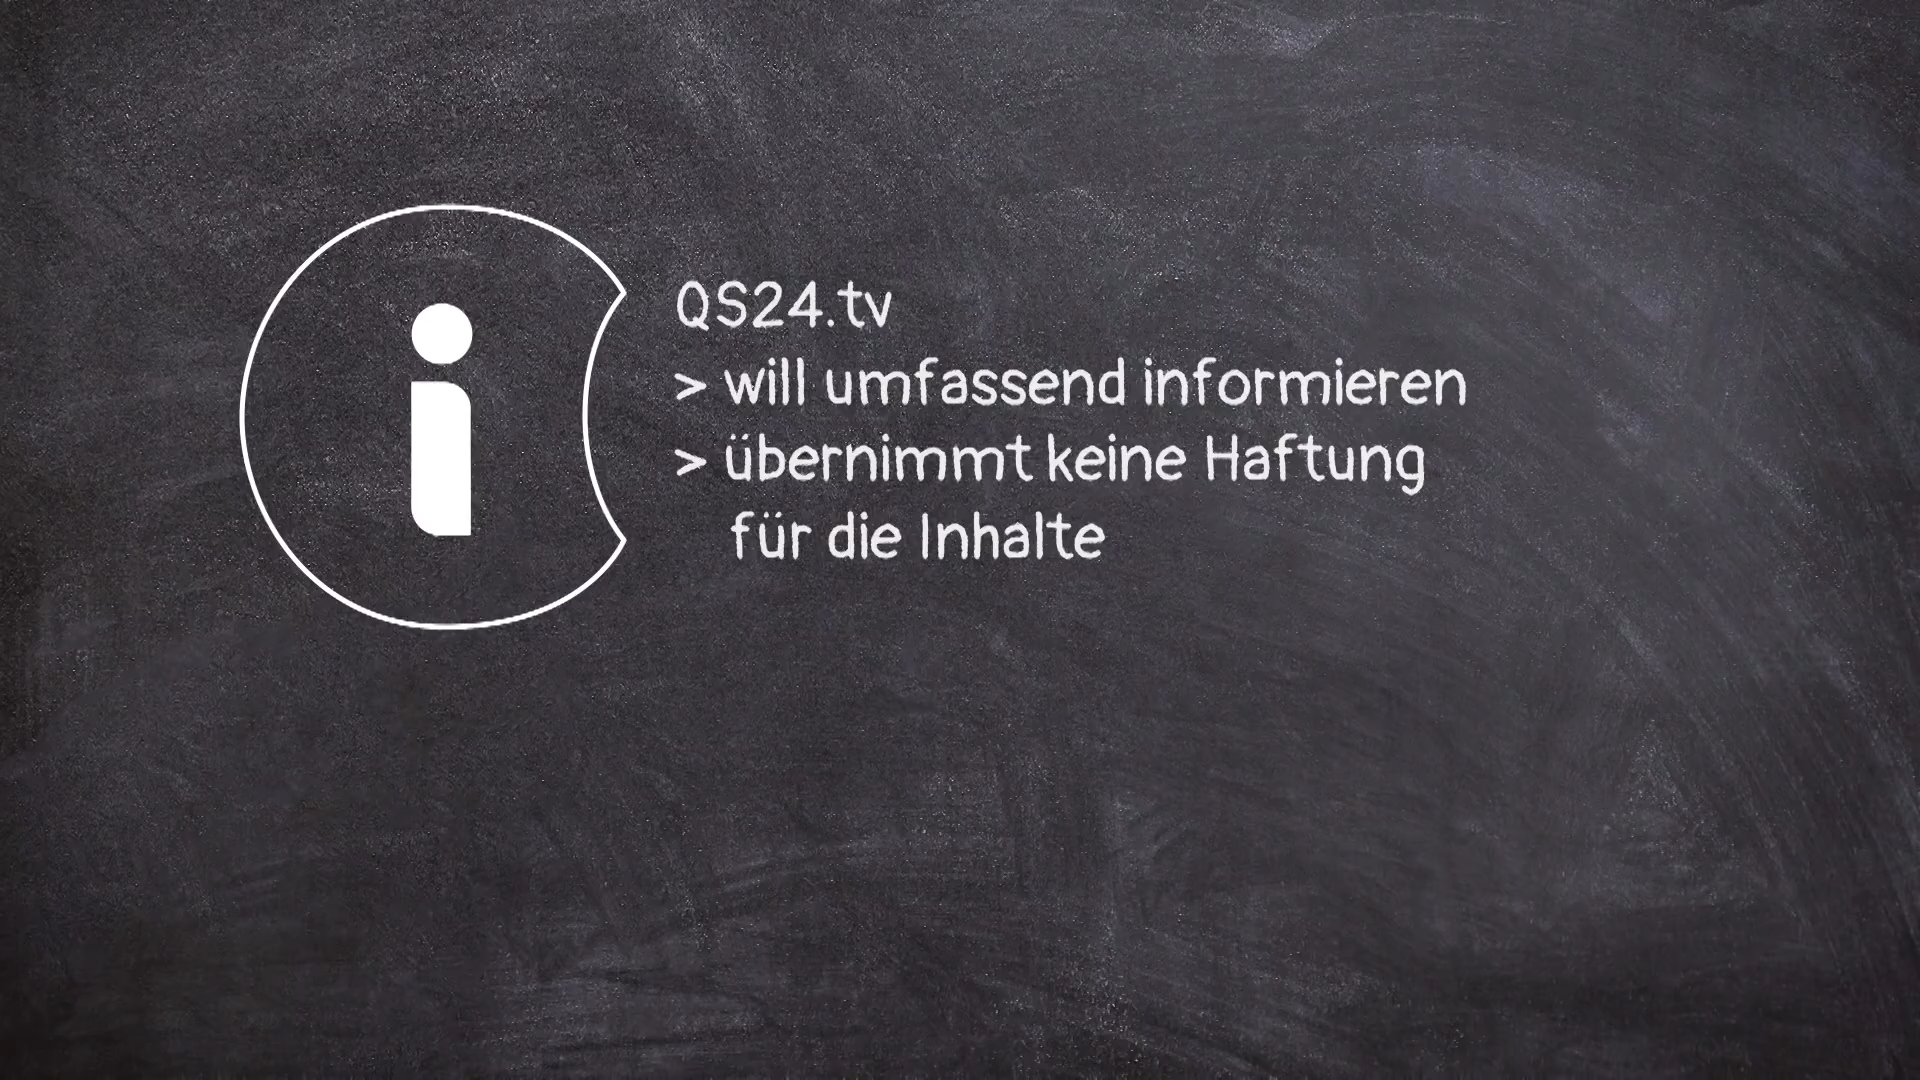 QS24.tv
> will umfassend informieren
> übernimmt keine Haftung
für die Inhalte